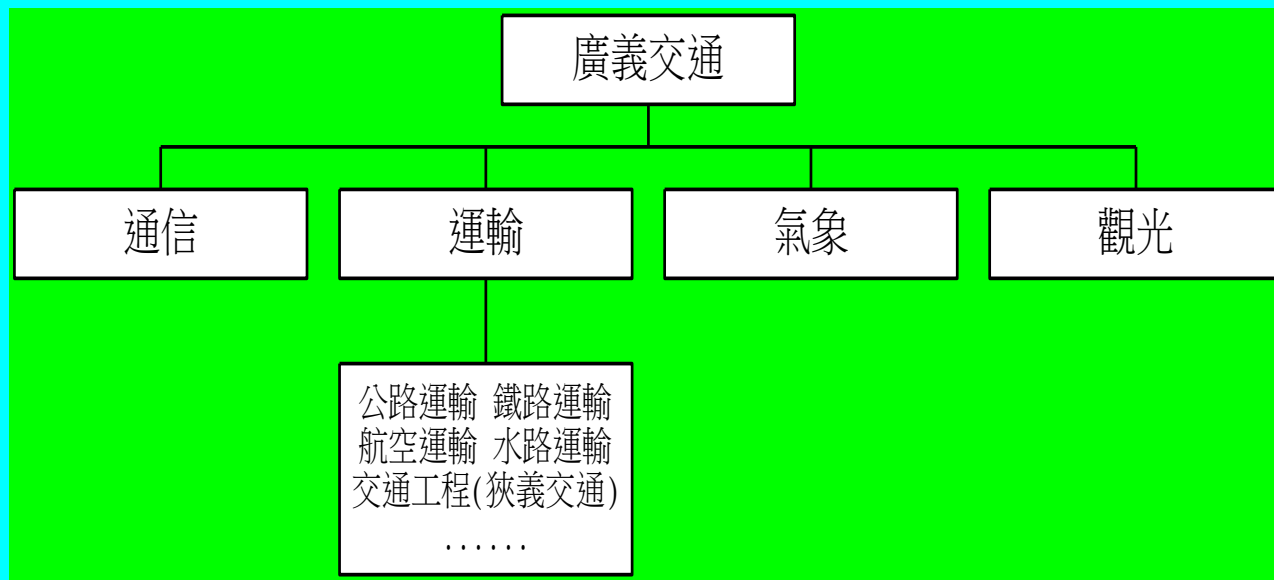 廣義交通
通信
運輸
氣象
觀光
公路運輸 鐵路運輸
航空運輸 水路運輸
交通工程(狹義交通)
......